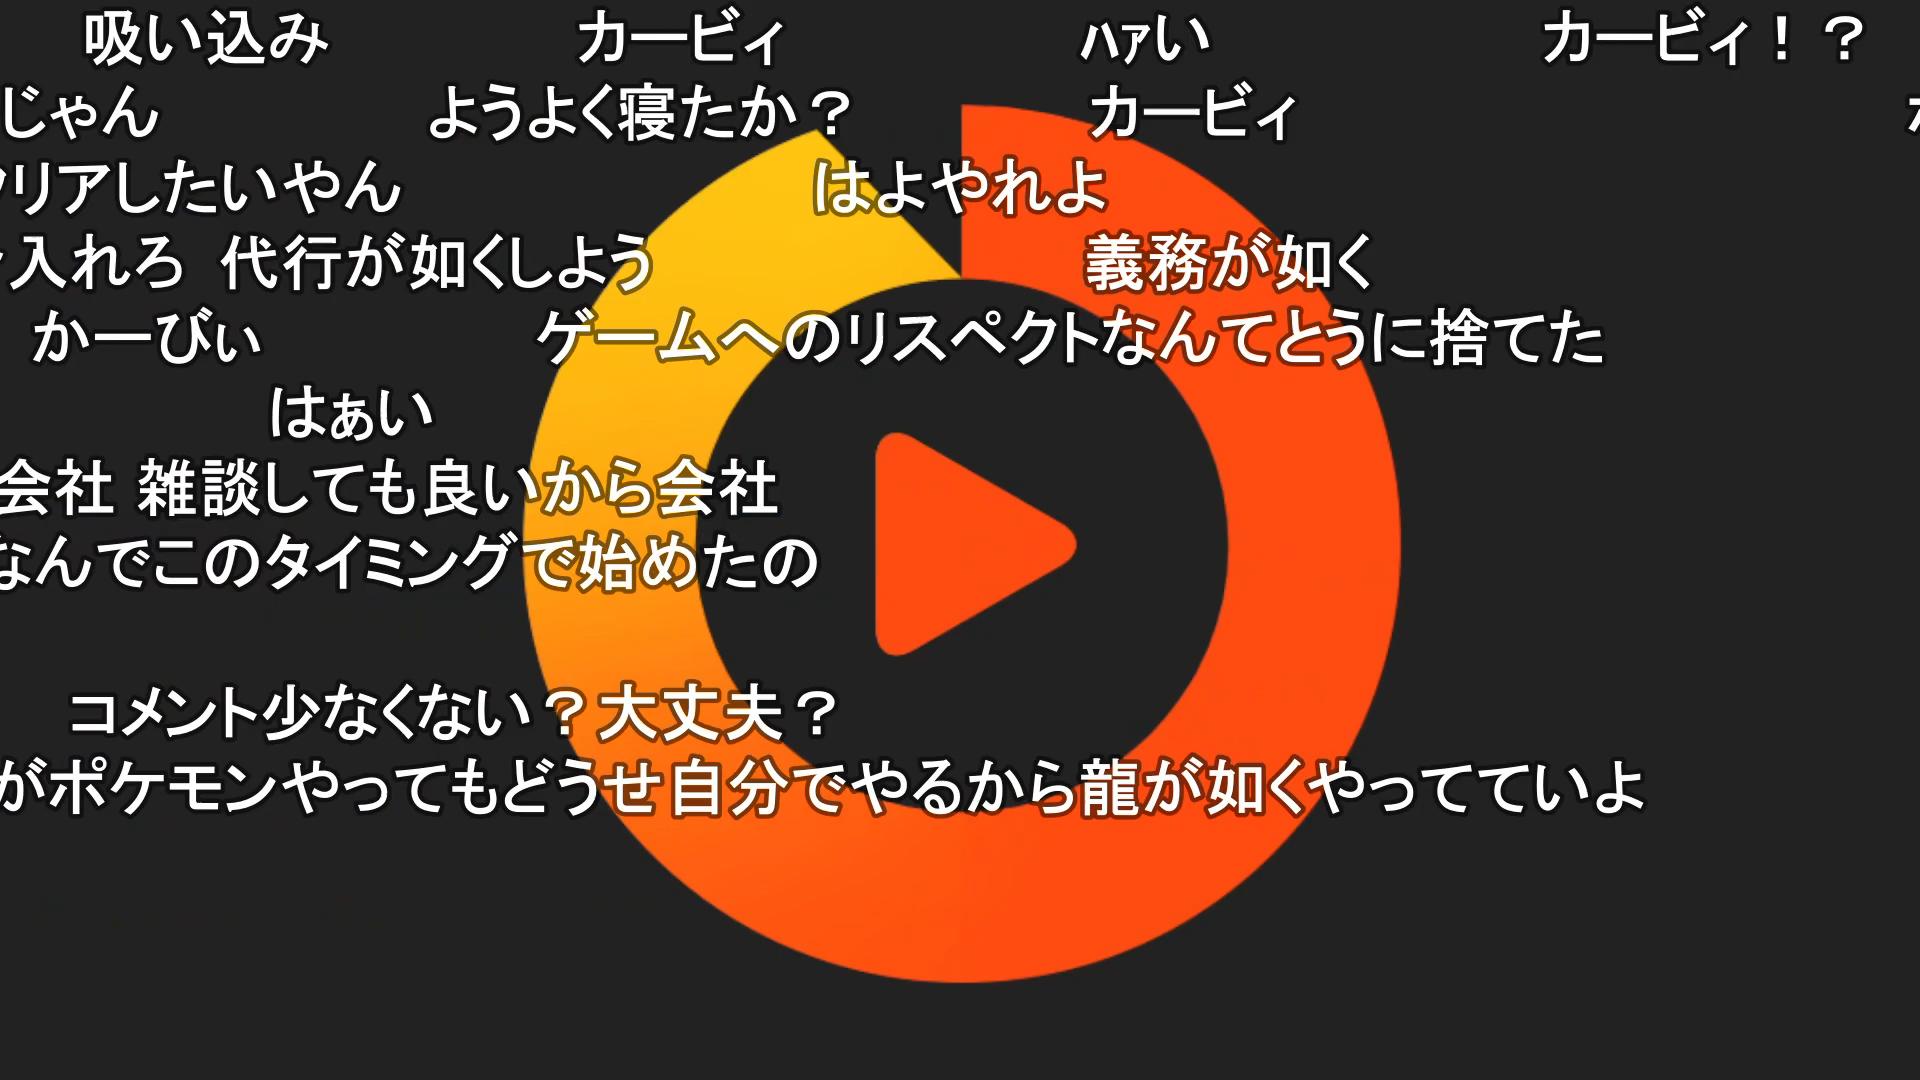 吸い込み カービィ ﾊｧい カービィ！？
じゃん ようよく寝たか？ カービィ
リアしたいやん はよやれよ
入れろ 代行が如くしよう 義務が如く
かーびぃ ゲームへのリスペクトなんてとうに捨てた
はぁい
会社 雑談しても良いから会社
なんでこのタイミングで始めたの
コメント少なくない？大丈夫？
がポケモンやってもどうせ自分でやるから龍が如くやってていよ